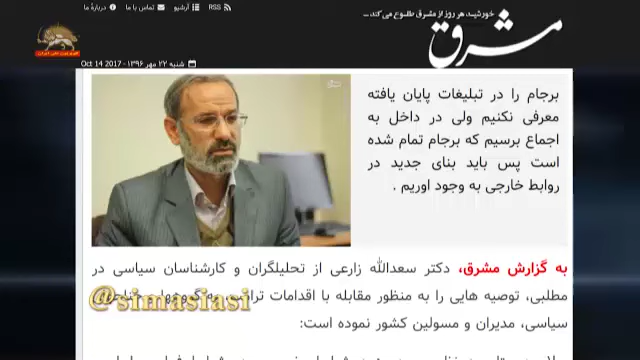 خورشید هر روز از مشرق طلوع می‌کند...
مشرق
RSS
آرشیو
تماس با ما
دربارهٔ ما
شنبه ۲۲ مهر ۱۳۹۶ - Oct 14 2017
برجام را در تبلیغات پایان یافته
معرفی نکنیم ولی در داخل به
اجماع برسیم که برجام تمام شده
است پس باید بنای جدید در
روابط خارجی به وجود اوریم .
به گزارش مشرق، دکتر سعدالله زارعی از تحلیلگران و کارشناسان سیاسی در
مطلبی، توصیه هایی را به منظور مقابله با اقدامات
سیاسی، مدیران و مسولین کشور نموده است:
@simasiasi